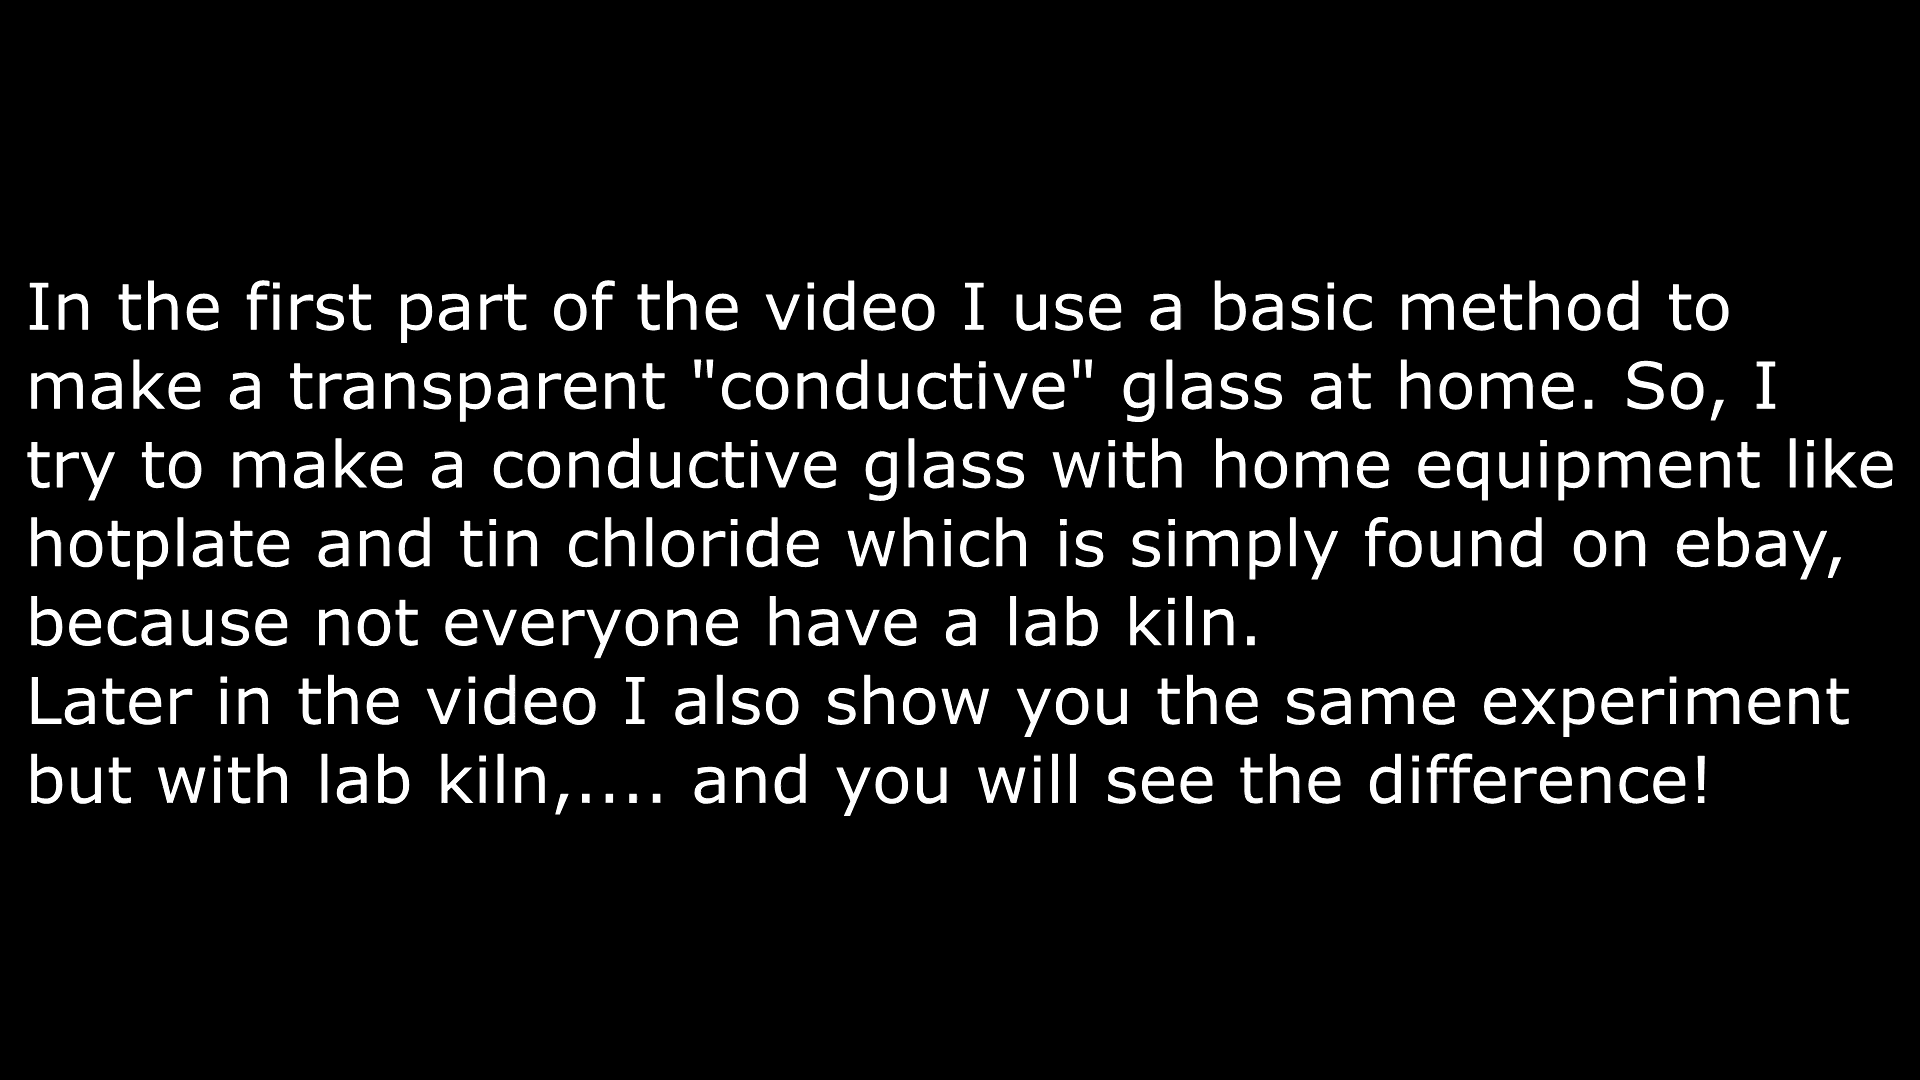 In the first part of the video I use a basic method to
make a transparent "conductive" glass at home. So, I
try to make a conductive glass with home equipment like
hotplate and tin chloride which is simply found on ebay,
because not everyone have a lab kiln.
Later in the video I also show you the same experiment
but with lab kiln,.... and you will see the difference!